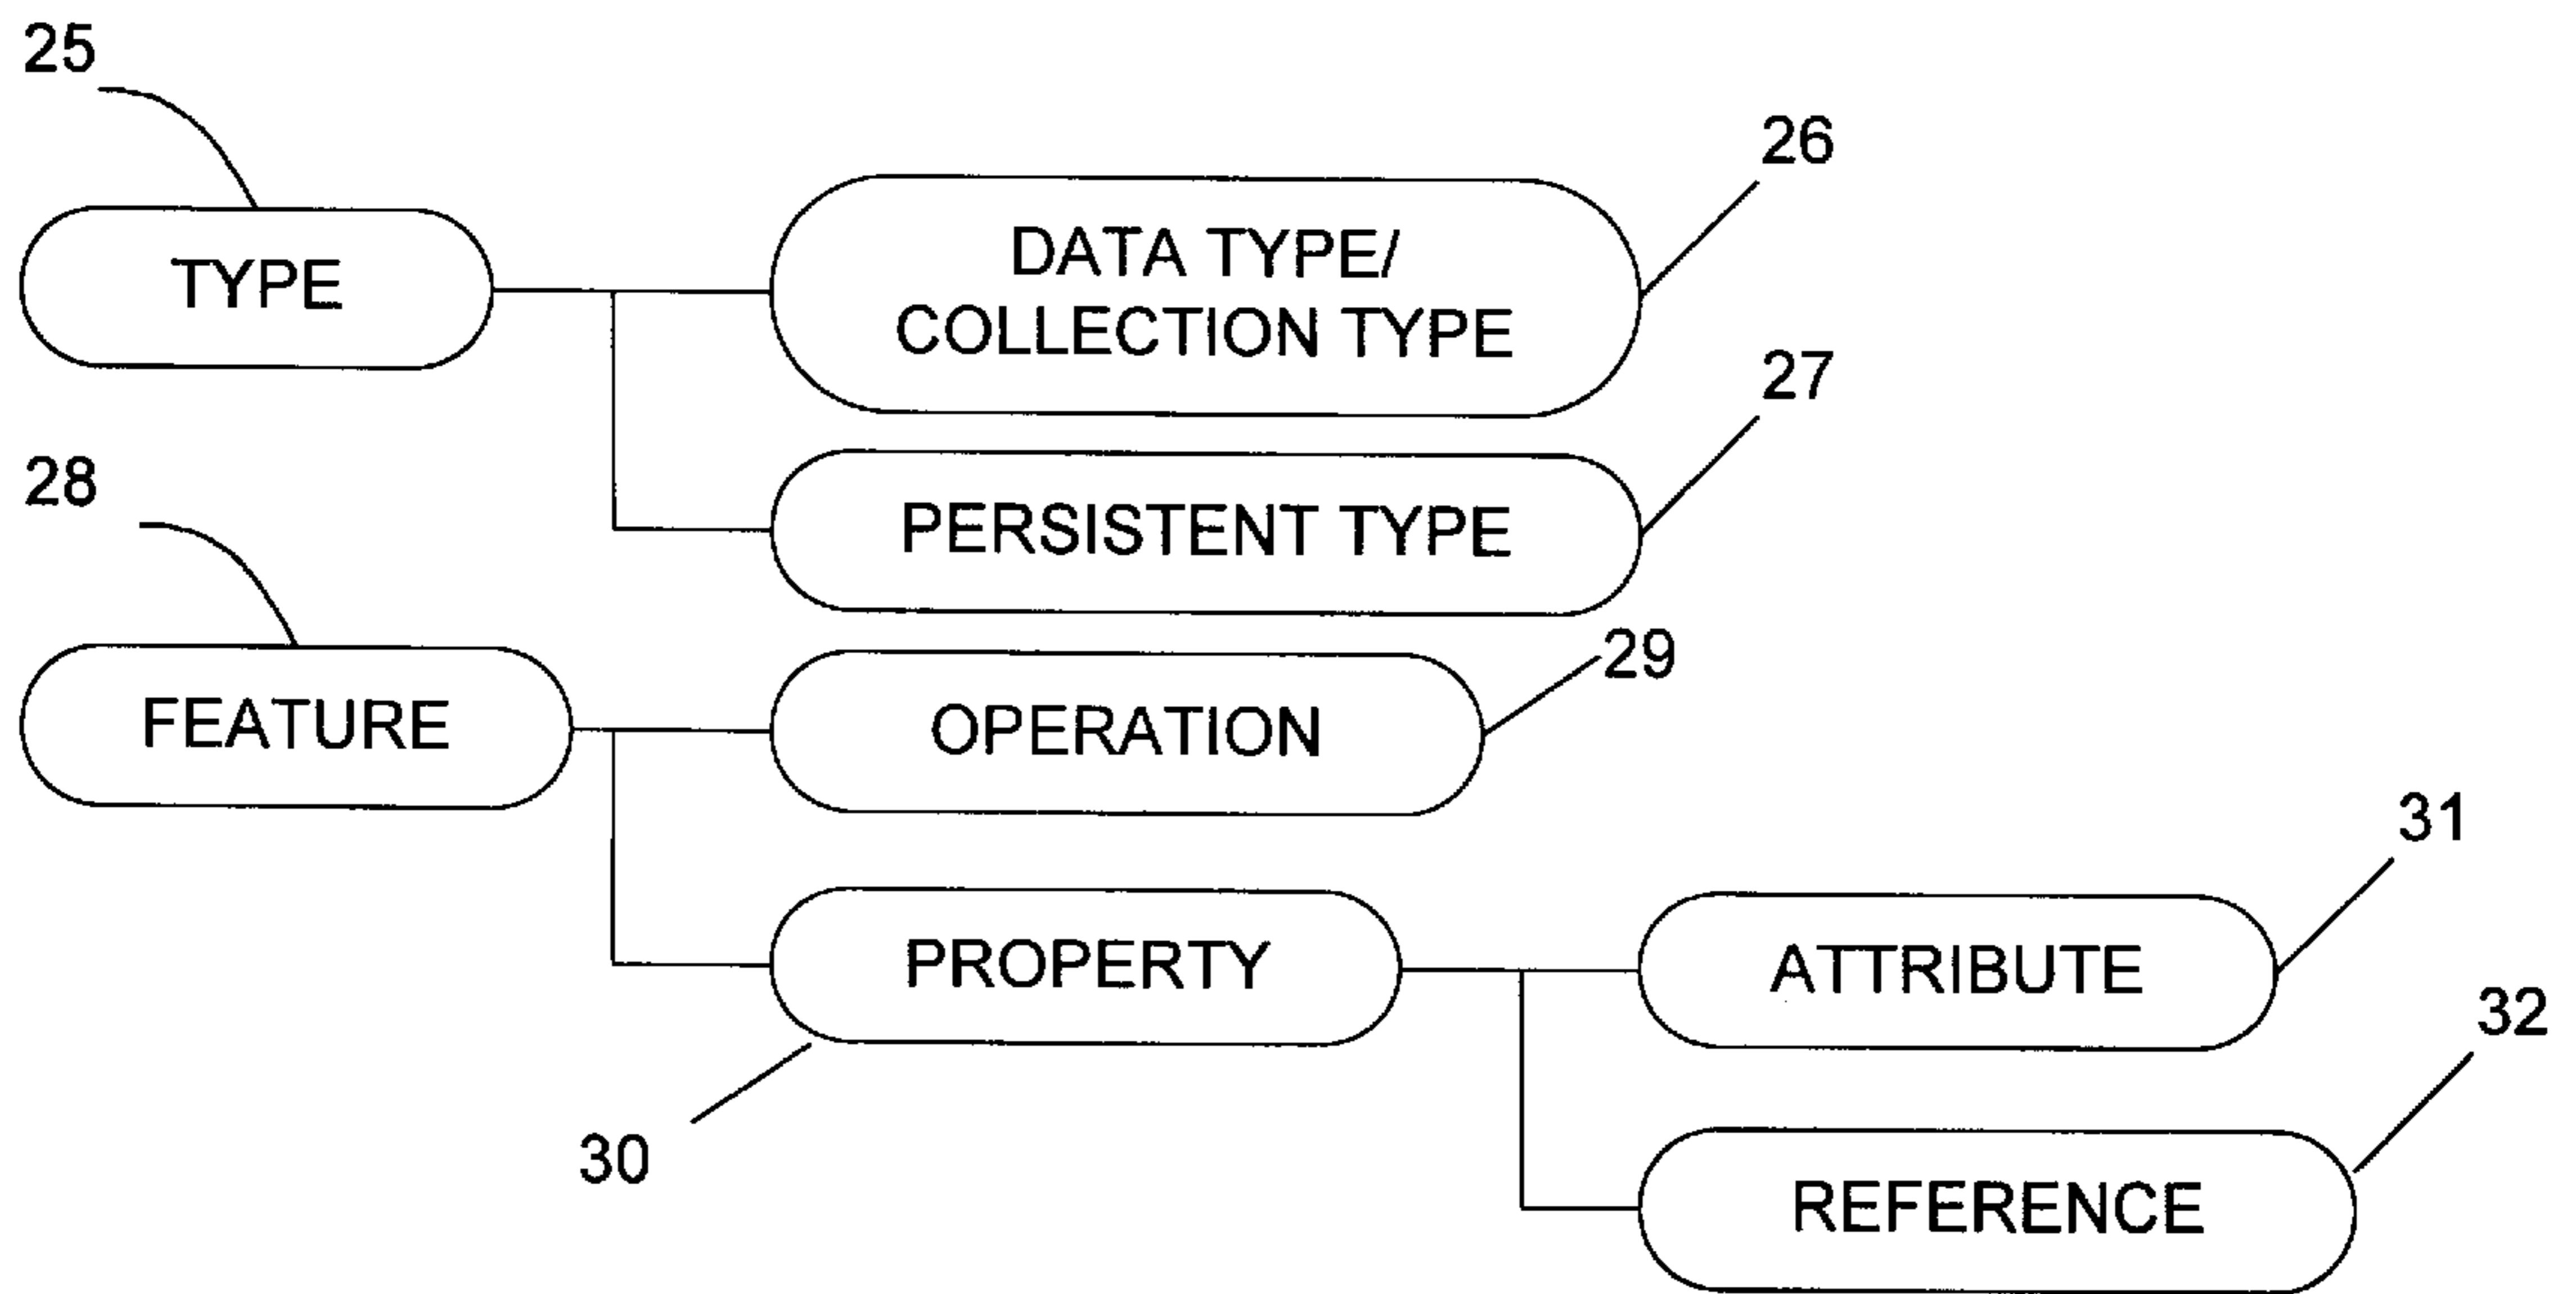 25
26
TYPE
DATA TYPE/
COLLECTION TYPE
27
PERSISTENT TYPE
28
29
FEATURE
OPERATION
31
PROPERTY
ATTRIBUTE
32
30
REFERENCE